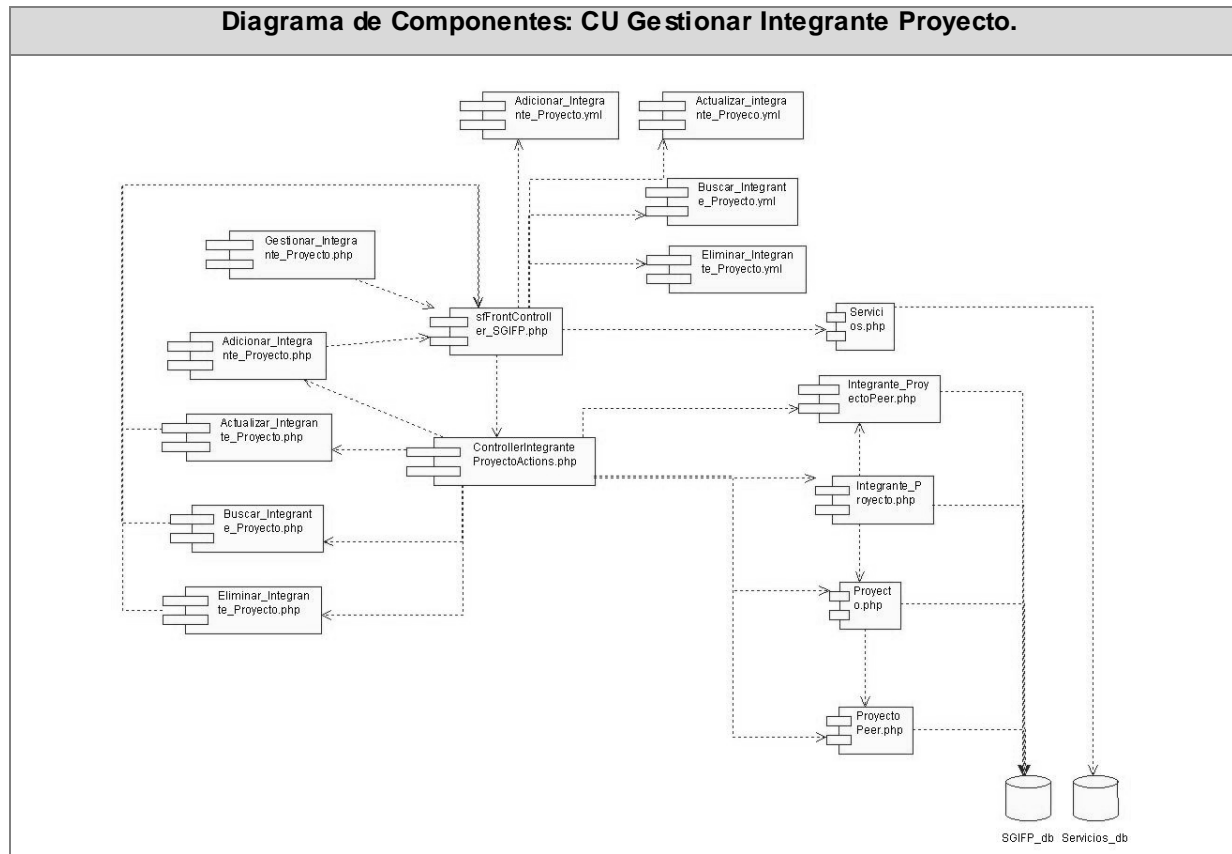 Diagrama de Componentes: CU Gestionar Integrante Proyecto.
Adicionar_Integra
nte_Proyecto.yml
Actualizar_integra
nte_Proyeco.yml
Buscar_Integrant
e_Proyecto.yml
Gestionar_Integra
nte_Proyecto.php
Eliminar_Integran
te_Proyecto.yml
sfFrontControll
er_SGIFP.php
Servici
os.php
Adicionar_Integra
nte_Proyecto.php
Integrante_Proy
ectoPeer.php
Actualizar_Integra
nte_Proyecto.php
ControllerIntegrante
ProyectoActions.php
Integrante_P
royecto.php
Buscar_Integrant
e_Proyecto.php
Eliminar_Integran
te_Proyecto.php
Proyect
o.php
Proyecto
Peer.php
SGIFP_db
Servicios_db